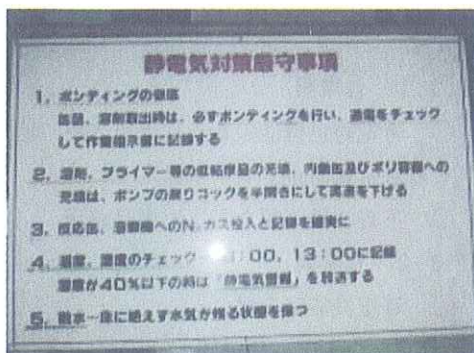 静電気対策厳守事項
1. ボンディングの徹底
缶替、溶剤取出時は、必ずボンディングを行い、通電をチェック
して作業指示書に記録する
2. 溶剤、プライマー等の低粘度品の充填、内面缶及びポリ容器への
充填は、ポンプの戻りコックを半開きにして流速を下げる
3. 反応缶、溶解機へのN₂ガス投入と記録を確実に
4. 温度、湿度のチェック 00、13:00に記録
湿度が40%以下の時は「静電気警報」を放送する
5. 散水―床に絶えず水気が残る状態を保つ